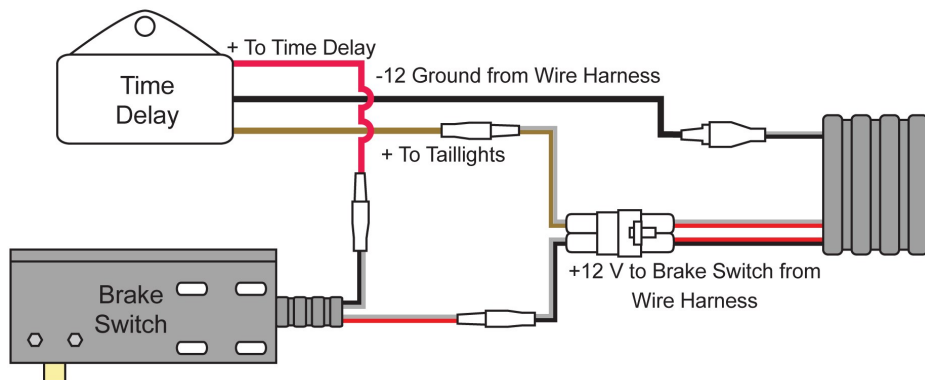 + To Time Delay
-12 Ground from Wire Harness
Time
Delay
+ To Taillights
+12 V to Brake Switch from
Wire Harness
Brake
Switch